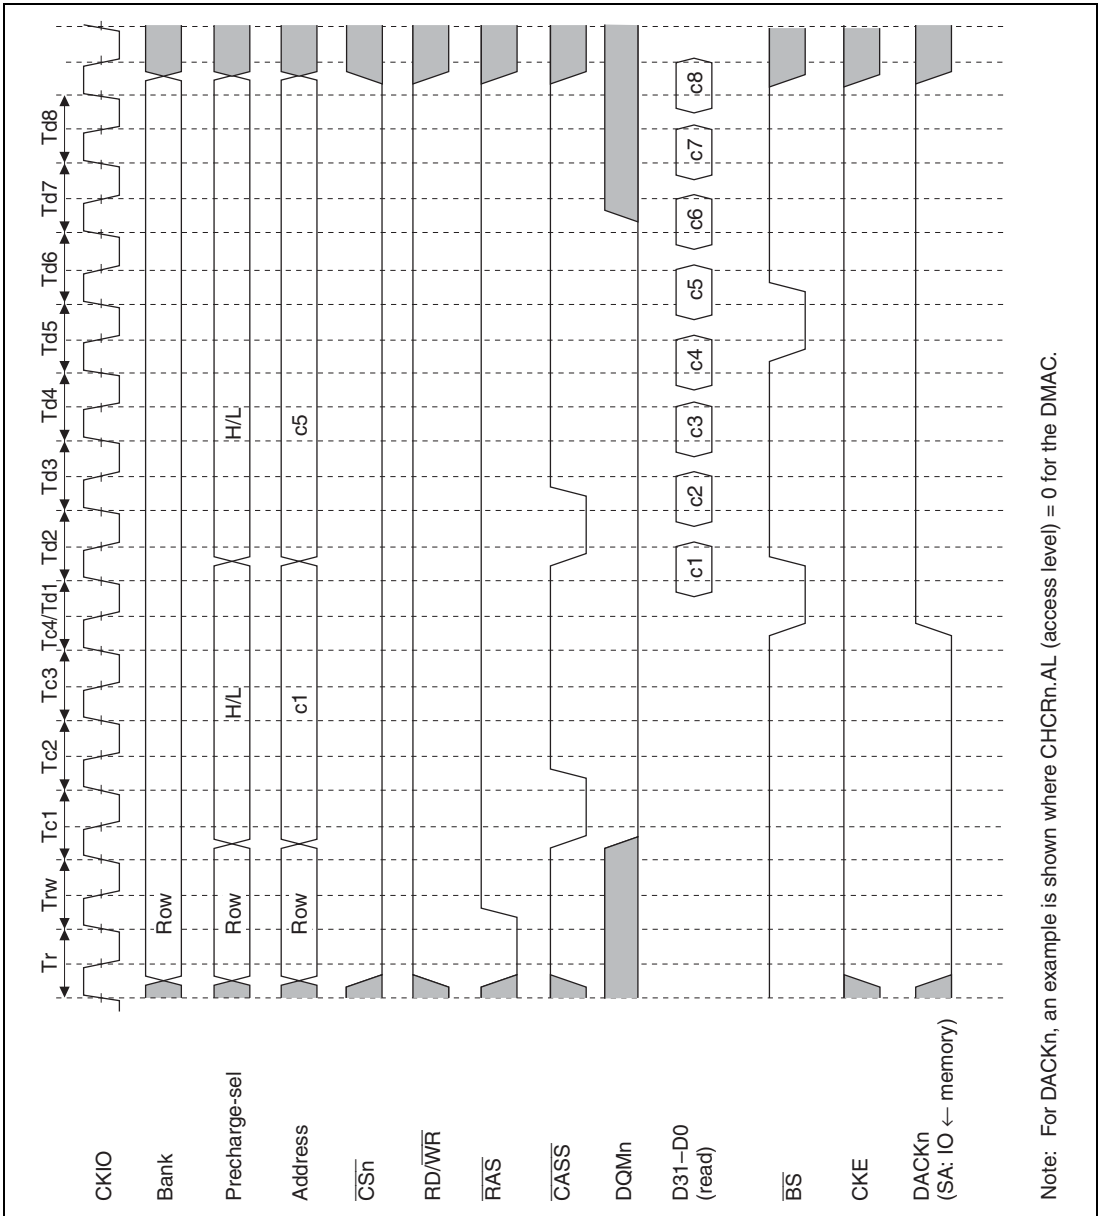 Tr
Trw
Tc1
Tc2
Tc3
Tc4/Td1
Td2
Td3
Td4
Td5
Td6
Td7
Td8
CKIO
Bank
Row
Precharge-sel
Row
H/L
H/L
Address
Row
c1
c5
CSn
RD/WR
RAS
CASS
DQMn
D31–D0
(read)
c1
c2
c3
c4
c5
c6
c7
c8
BS
CKE
DACKn
(SA: IO ← memory)
Note: For DACKn, an example is shown where CHCRn.AL (access level) = 0 for the DMAC.